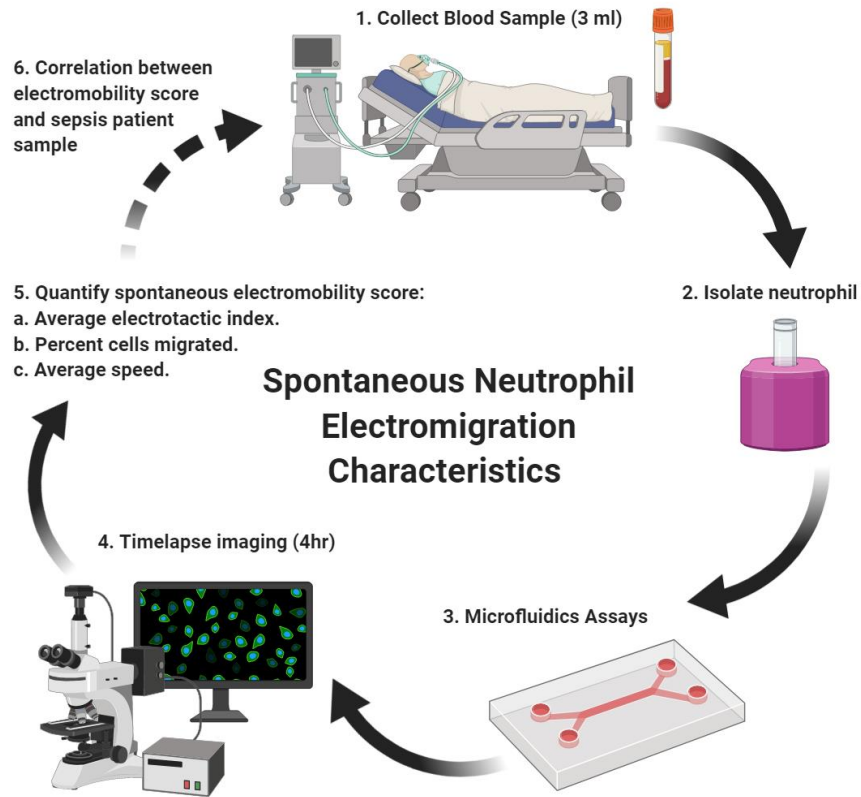 1. Collect Blood Sample (3 ml)
2. Isolate neutrophil
3. Microfluidics Assays
4. Timelapse imaging (4hr)
5. Quantify spontaneous electromobility score:
a. Average electrotactic index.
b. Percent cells migrated.
c. Average speed.
6. Correlation between
electromobility score
and sepsis patient
sample
Spontaneous Neutrophil
Electromigration
Characteristics